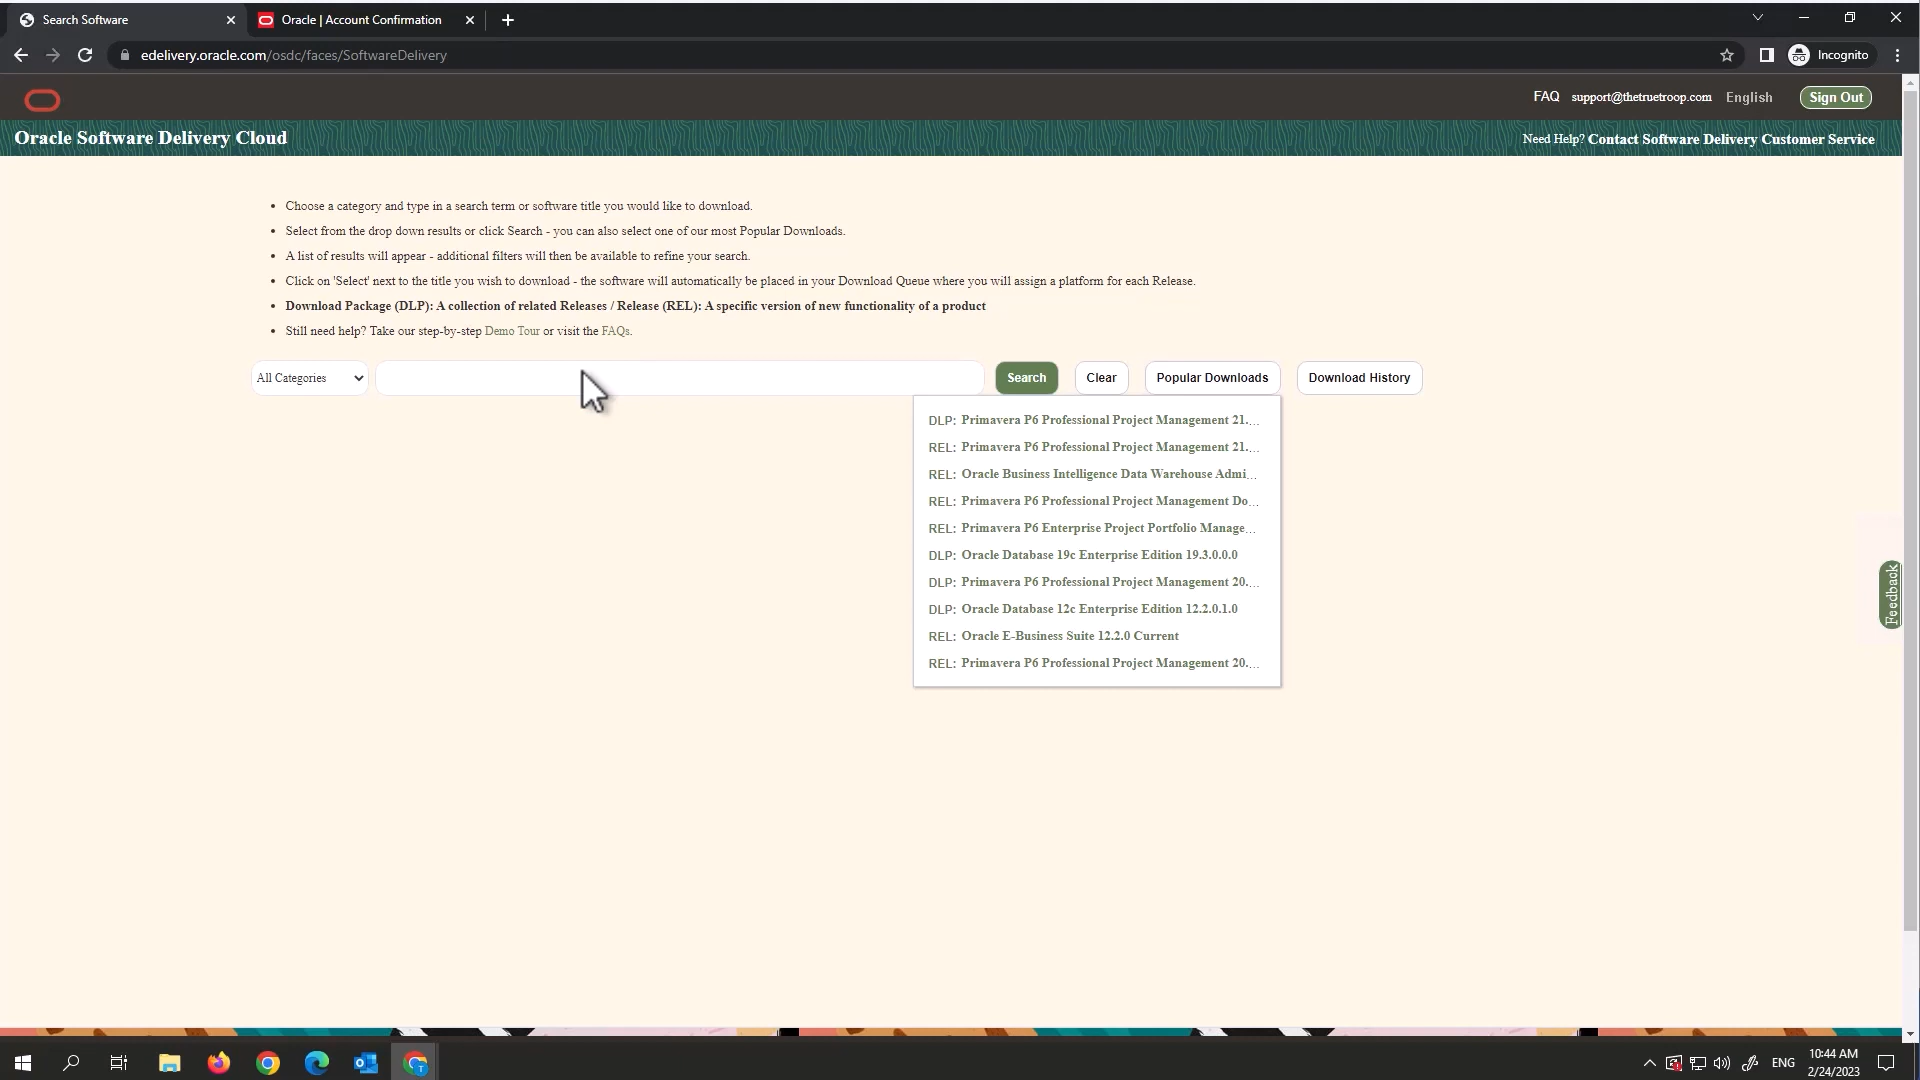 Search Software
Oracle | Account Confirmation
edelivery.oracle.com/osdc/faces/SoftwareDelivery
Incognito
FAQ support@thetruetroop.com English Sign Out
Oracle Software Delivery Cloud
Need Help? Contact Software Delivery Customer Service
Choose a category and type in a search term or software title you would like to download.
Select from the drop down results or click Search - you can also select one of our most Popular Downloads.
A list of results will appear - additional filters will then be available to refine your search.
Click on 'Select' next to the title you wish to download - the software will automatically be placed in your Download Queue where you will assign a platform for each Release.
Download Package (DLP): A collection of related Releases / Release (REL): A specific version of new functionality of a product
Still need help? Take our step-by-step Demo Tour or visit the FAQs.
All Categories Search Clear Popular Downloads Download History
DLP: Primavera P6 Professional Project Management 21....
REL: Primavera P6 Professional Project Management 21....
REL: Oracle Business Intelligence Data Warehouse Admi...
REL: Primavera P6 Professional Project Management Do...
REL: Primavera P6 Enterprise Project Portfolio Manage...
DLP: Oracle Database 19c Enterprise Edition 19.3.0.0.0
DLP: Primavera P6 Professional Project Management 20....
DLP: Oracle Database 12c Enterprise Edition 12.2.0.1.0
REL: Oracle E-Business Suite 12.2.0 Current
REL: Primavera P6 Professional Project Management 20....
Feedback
ENG
10:44 AM
2/24/2023